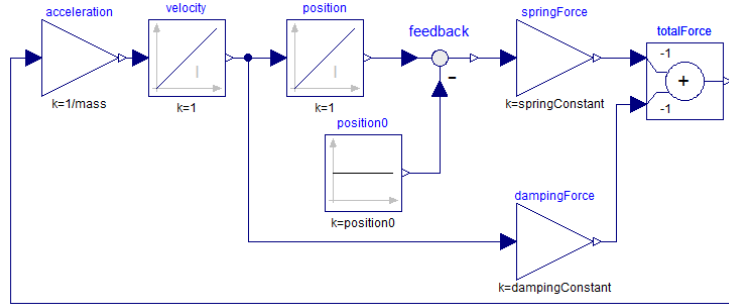 acceleration
velocity
position
feedback
springForce
totalForce
I
I
-
-1
+
-1
k=1/mass
k=1
k=1
k=springConstant
position0
k=position0
dampingForce
k=dampingConstant